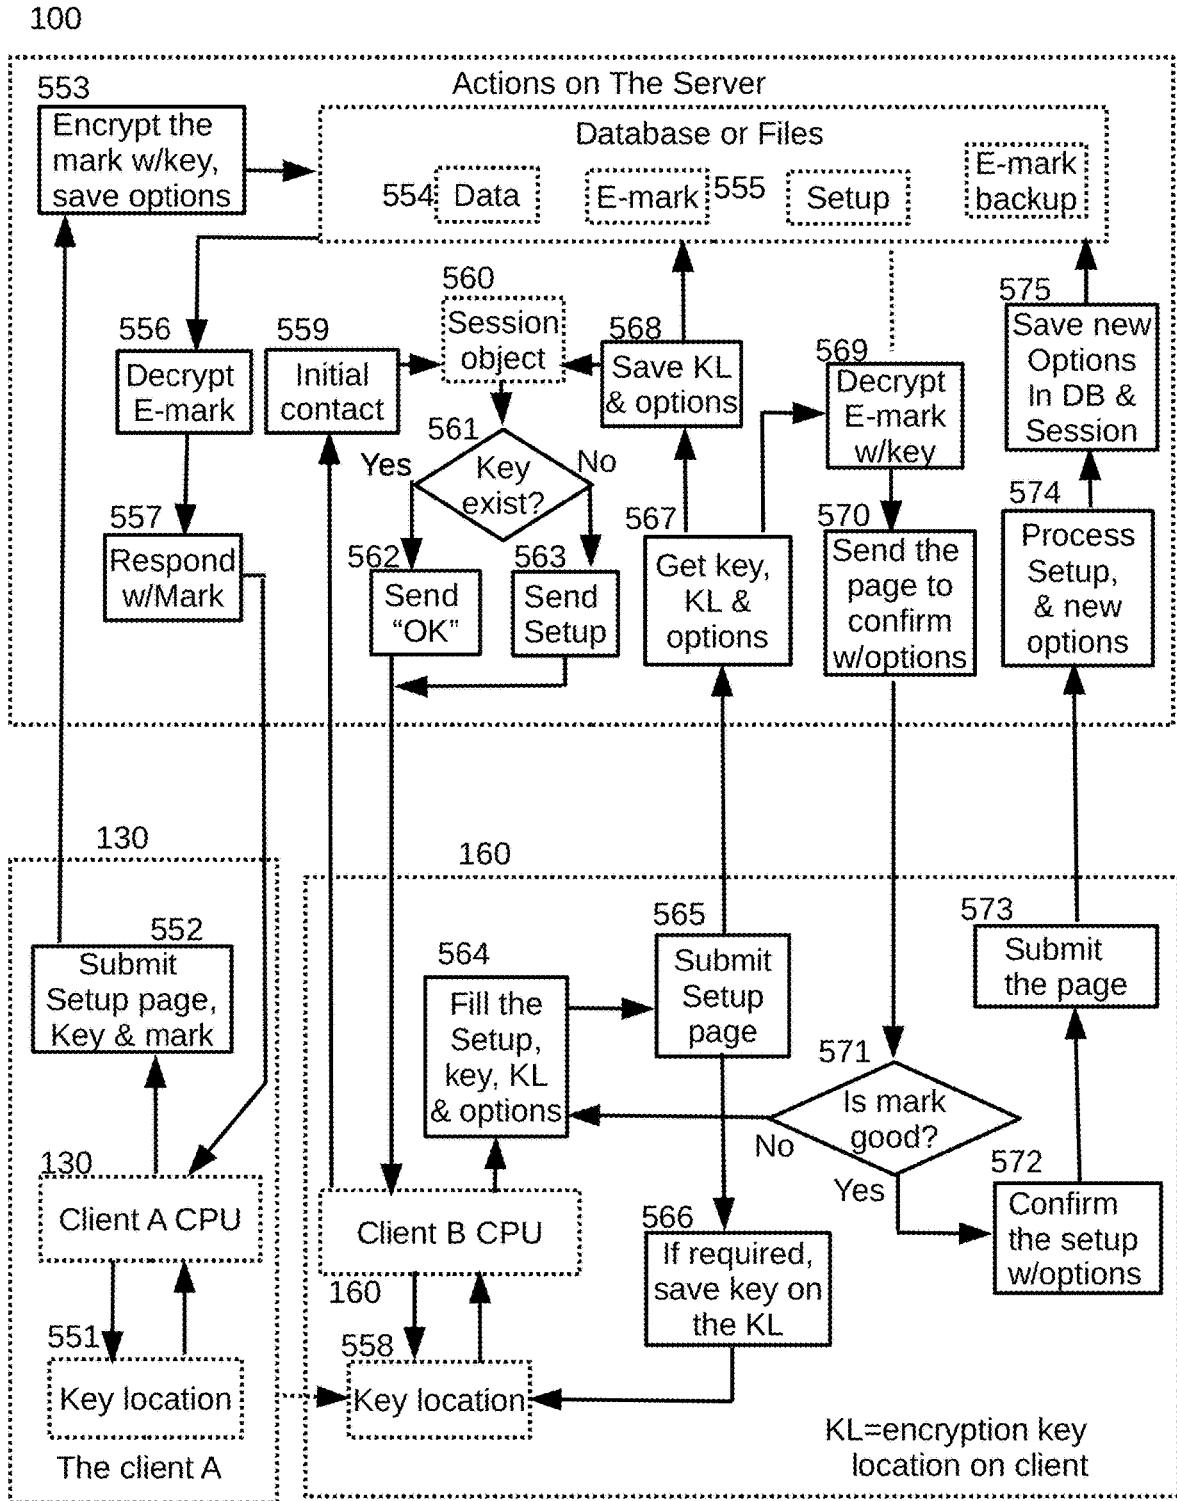 100
Actions on The Server
553
Encrypt the
mark w/key,
save options
Database or Files
554
Data
E-mark
555
Setup
E-mark
backup
556
Decrypt
E-mark
557
Respond
w/Mark
559
Initial
contact
560
Session
object
561
Key
exist?
Yes
No
562
Send
“OK”
563
Send
Setup
568
Save KL
& options
567
Get key,
KL &
options
569
Decrypt
E-mark
w/key
570
Send the
page to
confirm
w/options
575
Save new
Options
In DB &
Session
574
Process
Setup,
& new
options
130
552
Submit
Setup page,
Key & mark
130
Client A CPU
551
Key location
The client A
160
564
Fill the
Setup,
key, KL
& options
565
Submit
Setup
page
571
Is mark
good?
No
Yes
573
Submit
the page
572
Confirm
the setup
w/options
566
If required,
save key on
the KL
Client B CPU
160
558
Key location
KL=encryption key
location on client